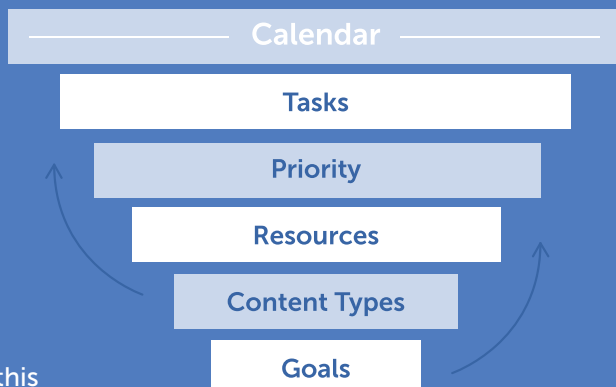 Calendar
Tasks
Priority
Resources
Content Types
Goals
this